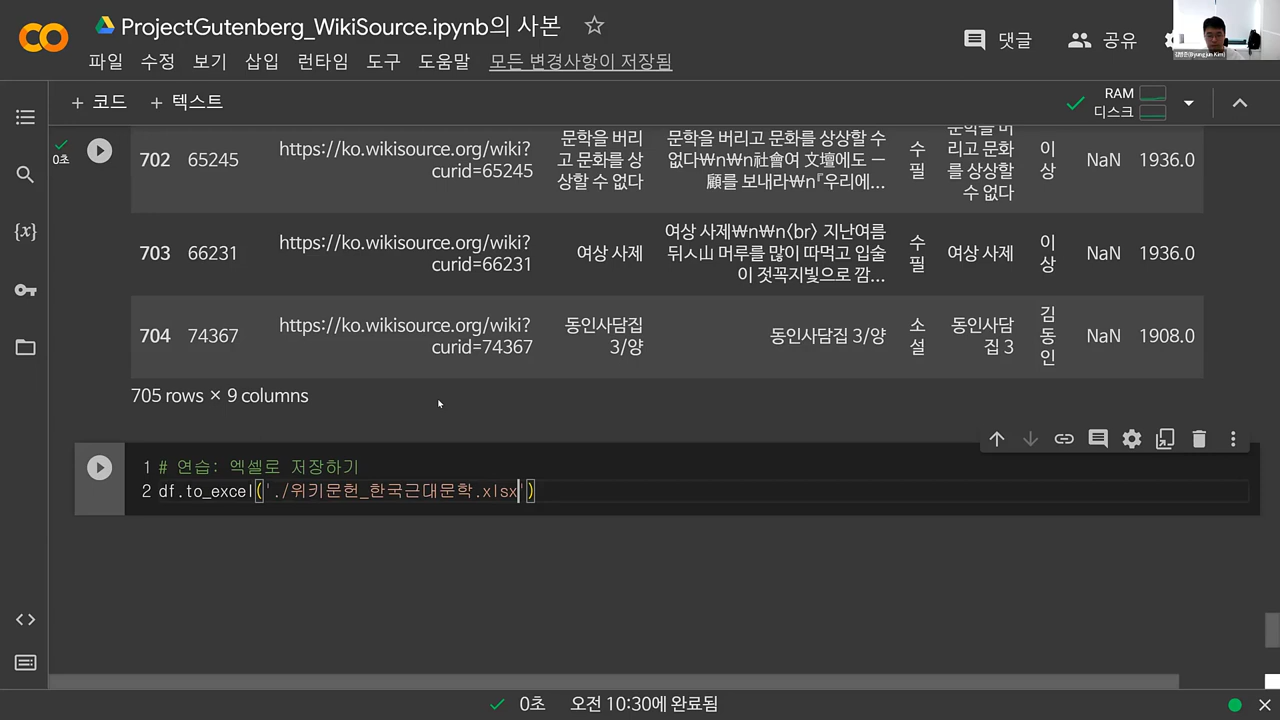 ProjectGutenberg_WikiSource.ipynb의 사본
댓글
공유
파일 수정 보기 삽입 런타임 도구 도움말 모든 변경사항이 저장됨
+ 코드 + 텍스트
RAM
디스크
0초
702 65245 https://ko.wikisource.org/wiki?curid=65245 문학을 버리고 문화를 상상할 수 없다 문학을 버리고 문화를 상상할 수 없다₩n₩n社會여 文壇에도 一顧를 보내라₩n『우리에... 수필 문학을 버리고 문화를 상상할 수 없다 이상 NaN 1936.0
703 66231 https://ko.wikisource.org/wiki?curid=66231 여상 사제 여상 사제₩n₩n<br> 지난여름 뒤ㅅ山 머루를 많이 따먹고 입술이 젓꼭지빛으로 깜... 수필 여상 사제 이상 NaN 1936.0
704 74367 https://ko.wikisource.org/wiki?curid=74367 동인사담집 3/양 동인사담집 3/양 소설 동인사담집 3 김동인 NaN 1908.0
705 rows × 9 columns
1 # 연습: 엑셀로 저장하기
2 df.to_excel('./위키문헌_한국근대문학.xlsx')
0초 오전 10:30에 완료됨